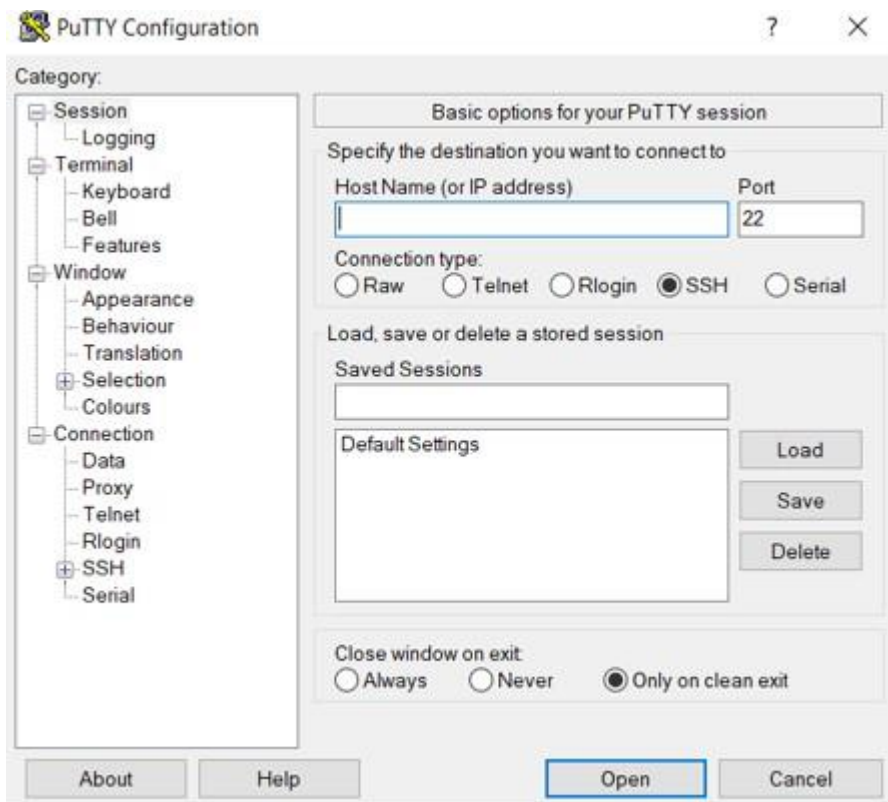 PuTTY Configuration
?
Category:
Session
Logging
Terminal
Keyboard
Bell
Features
Window
Appearance
Behaviour
Translation
Selection
Colours
Connection
Data
Proxy
Telnet
Rlogin
SSH
Serial
Basic options for your PuTTY session
Specify the destination you want to connect to
Host Name (or IP address) Port
22
Connection type:
Raw Telnet Rlogin SSH Serial
Load, save or delete a stored session
Saved Sessions
Default Settings
Load
Save
Delete
Close window on exit:
Always Never Only on clean exit
About Help Open Cancel